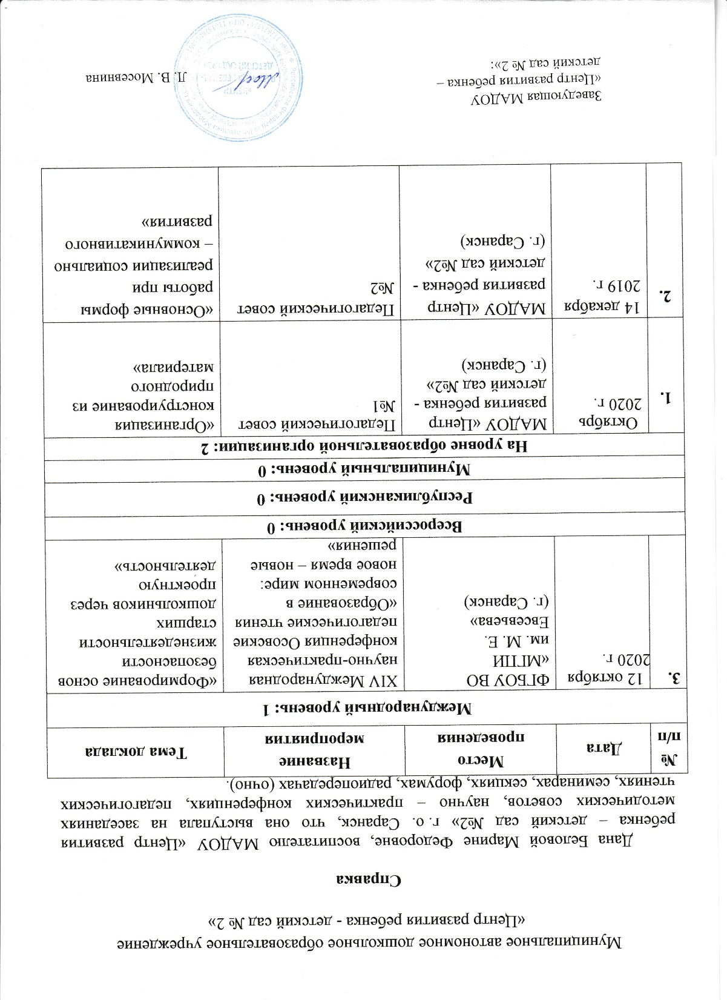 Муниципальное автономное дошкольное образовательное учреждение
«Центр развития ребенка - детский сад № 2»
Справка
Дана Беловой Марине Федоровне, воспитателю МАДОУ «Центр развития
ребенка – детский сад №2» г. о. Саранск, что она выступала на заседаниях
методических советов, научно – практических конференциях, педагогических
чтениях, семинарах, секциях, форумах, радиопередачах (очно).
№
п/п
Дата
Место
проведения
Название
мероприятия
Тема доклада
Международный уровень: 1
3.
12 октября
2020 г.
ФГБОУ ВО
«МГПИ
им. М. Е.
Евсевьева»
(г. Саранск)
XIV Международная
научно-практическая
конференция Осовские
педагогические чтения
«Образование в
современном мире:
новое время – новые
решения»
«Формирование основ
безопасности
жизнедеятельности
старших
дошкольников через
проектную
деятельность»
Всероссийский уровень: 0
Республиканский уровень: 0
Муниципальный уровень: 0
На уровне образовательной организации: 2
1.
Октябрь
2020 г.
МАДОУ «Центр
развития ребенка -
детский сад №2»
(г. Саранск)
Педагогический совет
№1
«Организация
конструирование из
природного
материала»
2.
14 декабря
2019 г.
МАДОУ «Центр
развития ребенка -
детский сад №2»
(г. Саранск)
Педагогический совет
№2
«Основные формы
работы при
реализации социально
– коммуникативного
развития»
Заведующая МАДОУ
«Центр развития ребенка –
детский сад № 2»:
Л. В. Мосевнина